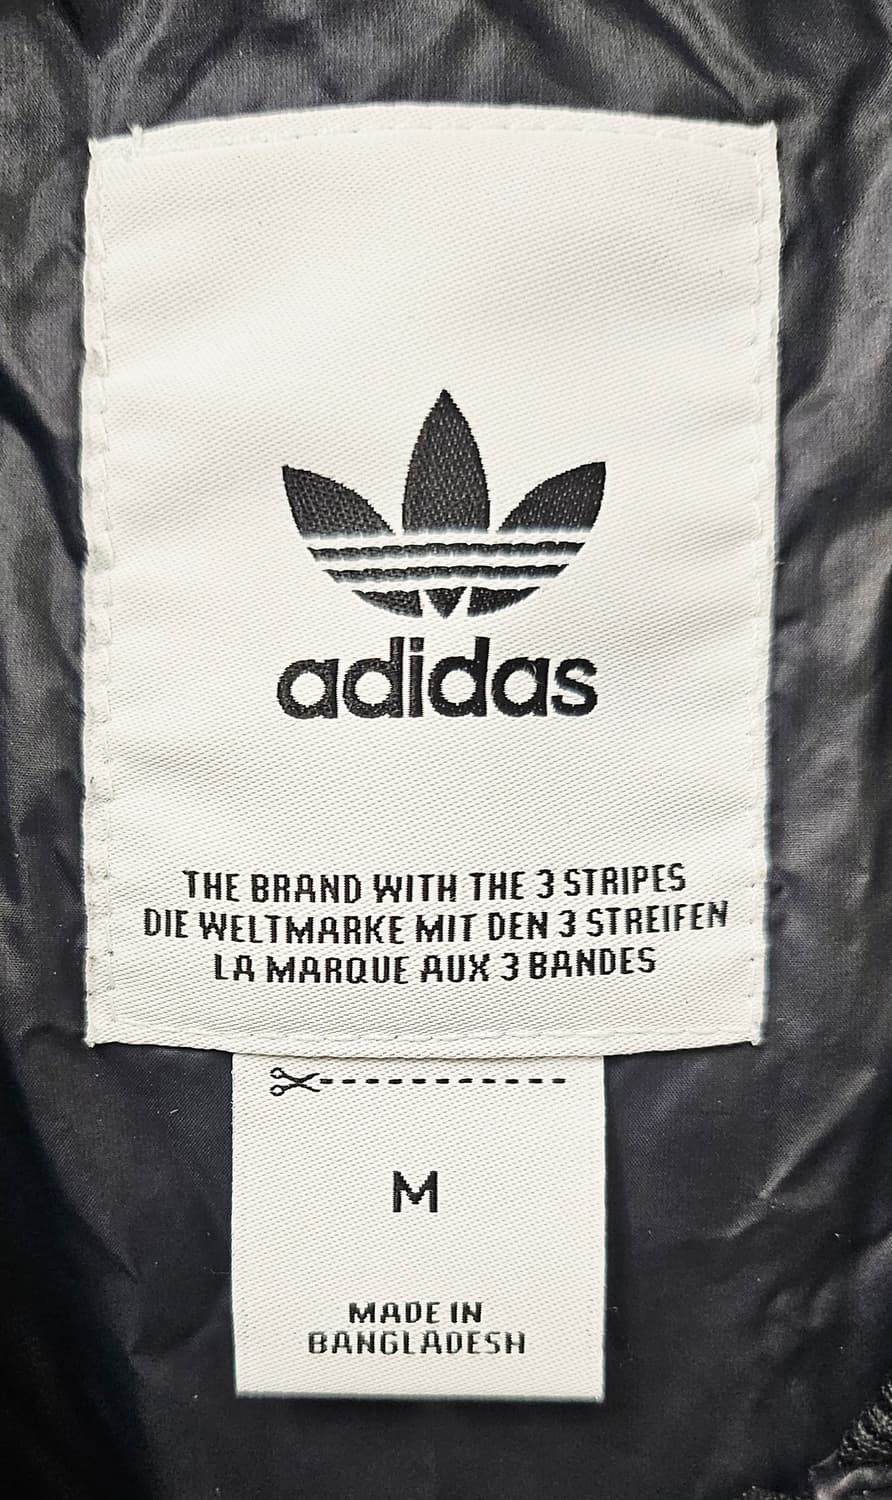 adidas
THE BRAND WITH THE 3 STRIPES
DIE WELTMARKE MIT DEN 3 STREIFEN
LA MARQUE AUX 3 BANDES
M
MADE IN
BANGLADESH